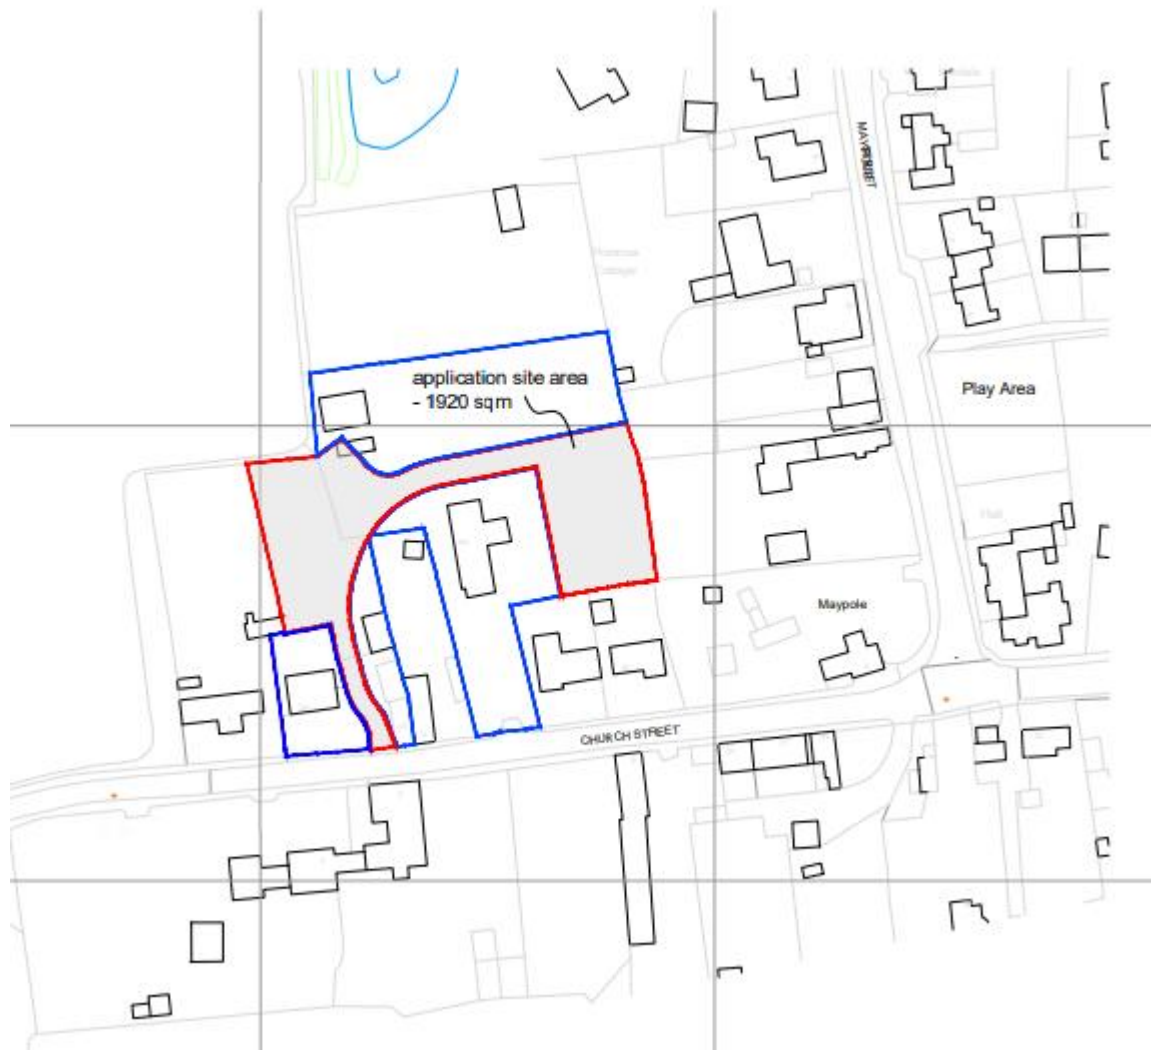 application site area
- 1920 sqm
Play Area
Maypole
CHURCH STREET